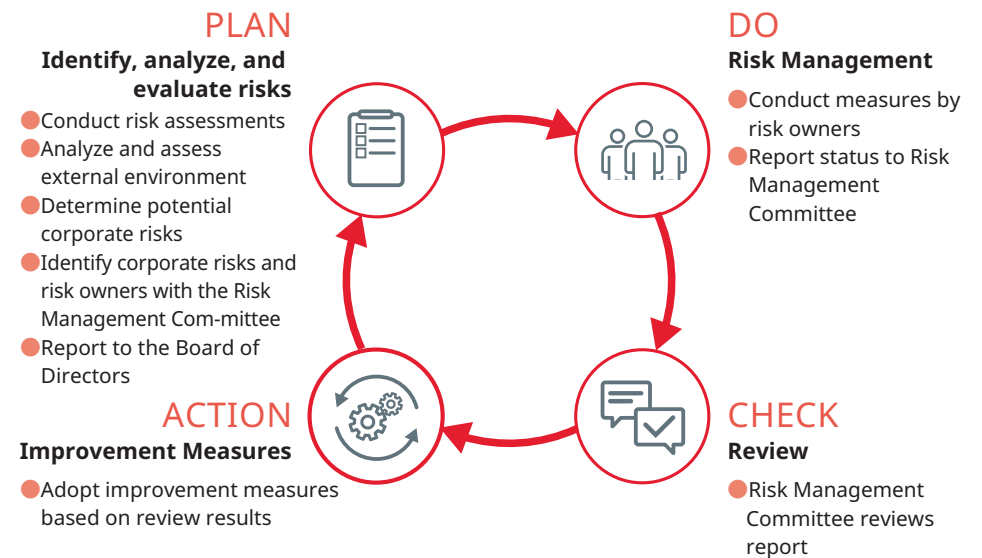 PLAN
Identify, analyze, and
evaluate risks
●Conduct risk assessments
●Analyze and assess
external environment
●Determine potential
corporate risks
●Identify corporate risks and
risk owners with the Risk
Management Com-mittee
●Report to the Board of
Directors
DO
Risk Management
●Conduct measures by
risk owners
●Report status to Risk
Management
Committee
CHECK
Review
●Risk Management
Committee reviews
report
ACTION
Improvement Measures
●Adopt improvement measures
based on review results